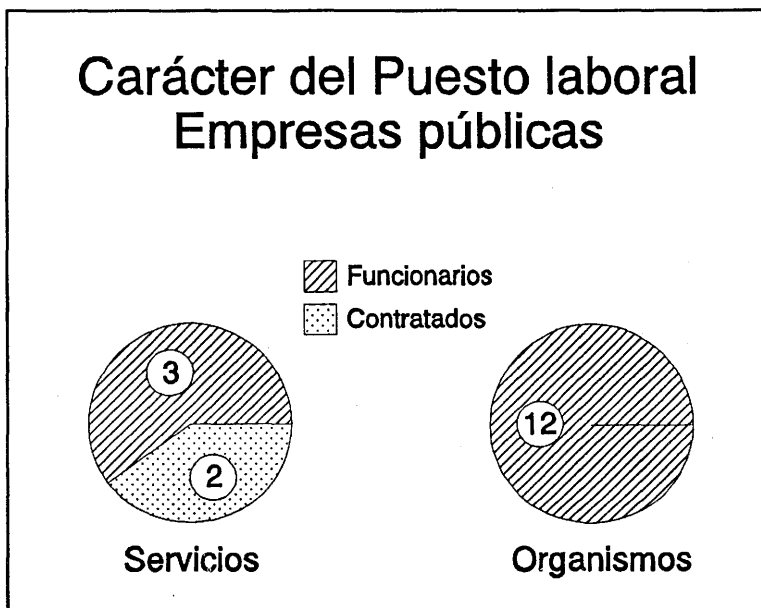 Carácter del Puesto laboral
Empresas públicas
Funcionarios
Contratados
3
2
12
Servicios
Organismos